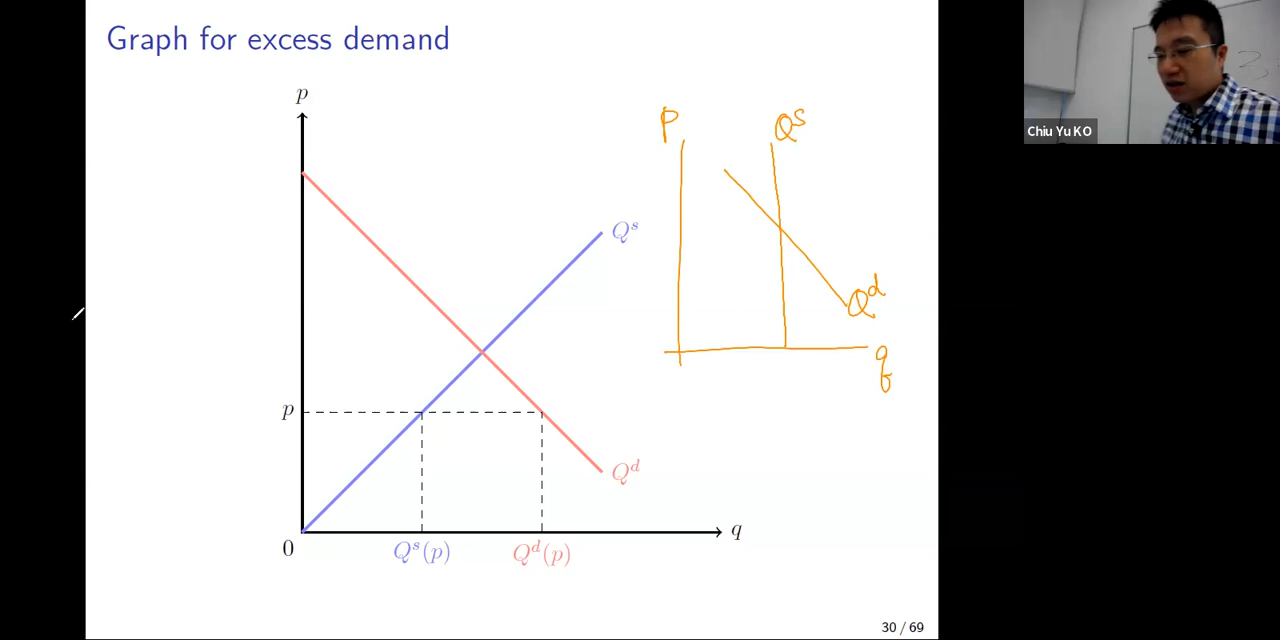 Graph for excess demand
p
Q^s
p
Q^d
0
Q^s(p)
Q^d(p)
q
P
Q^s
Q^d
q
Chiu Yu KO
30 / 69